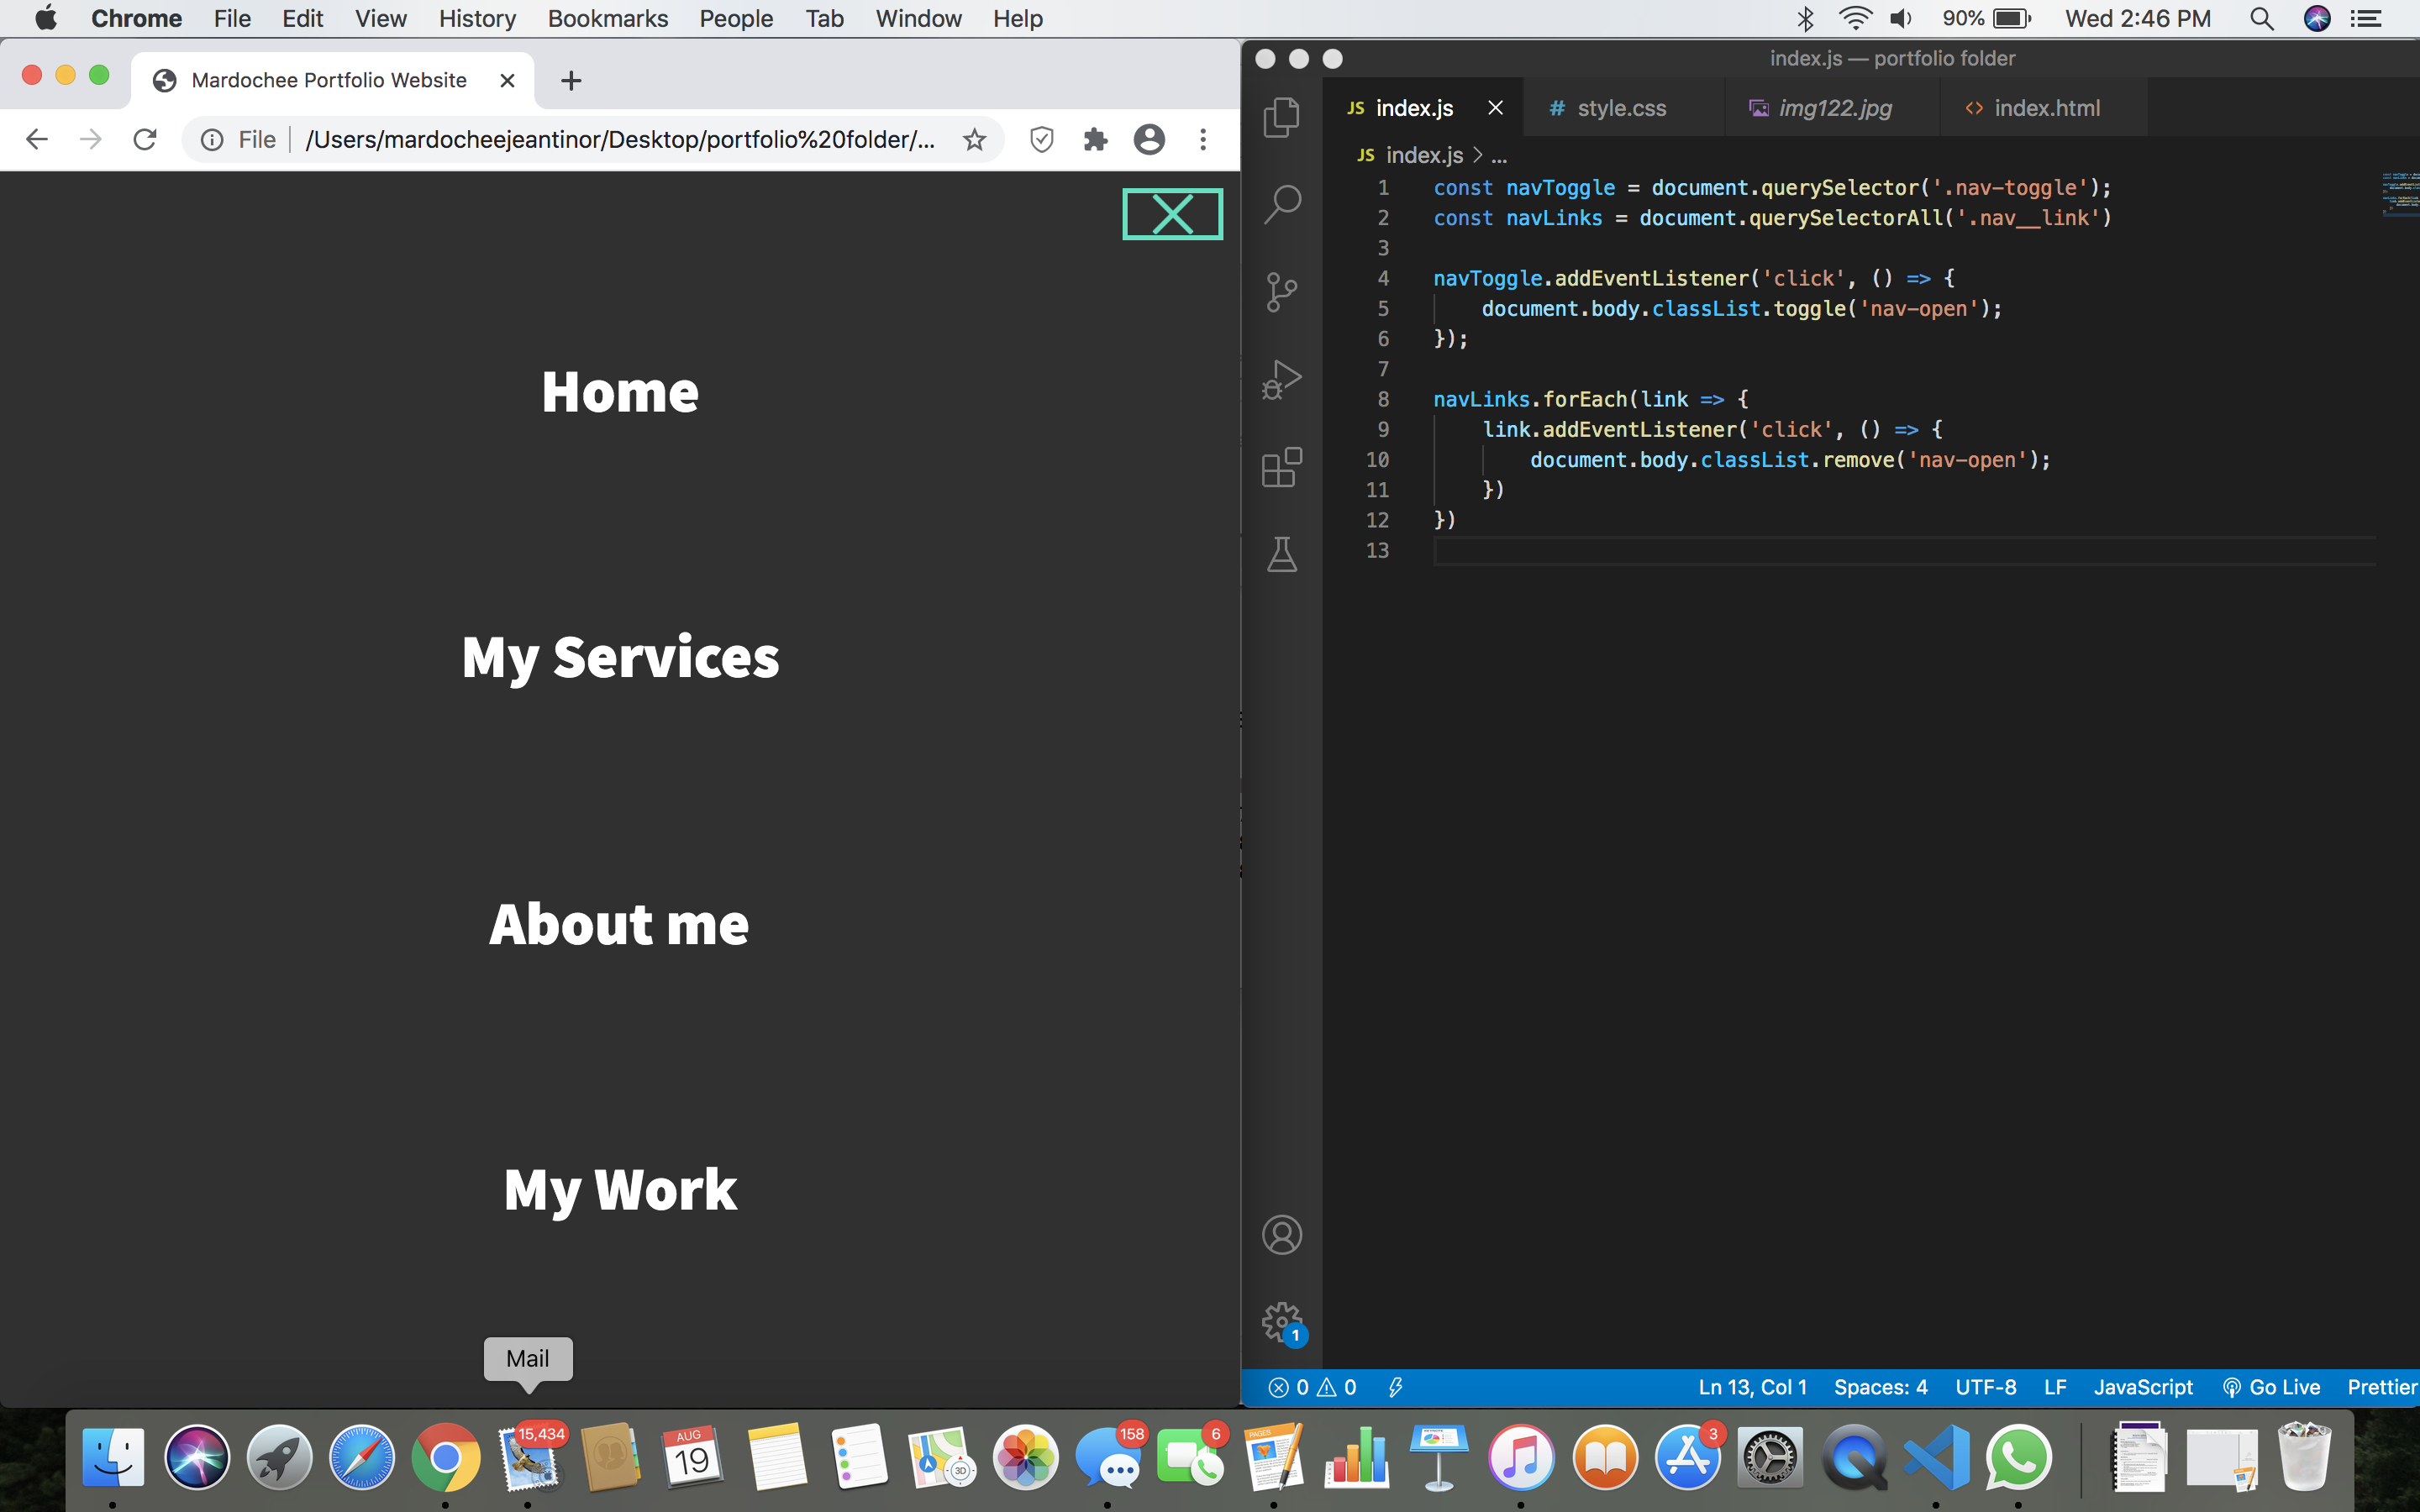 Chrome File Edit View History Bookmarks People Tab Window Help 90% Wed 2:46 PM
Mardochee Portfolio Website
File /Users/mardocheejeantinor/Desktop/portfolio%20folder/...
Home
My Services
About me
My Work
Mail
index.js — portfolio folder
JS index.js # style.css img122.jpg <> index.html
JS index.js > ...
1 const navToggle = document.querySelector('.nav-toggle');
2 const navLinks = document.querySelectorAll('.nav__link')
3
4 navToggle.addEventListener('click', () => {
5 document.body.classList.toggle('nav-open');
6 });
7
8 navLinks.forEach(link => {
9 link.addEventListener('click', () => {
10 document.body.classList.remove('nav-open');
11 })
12 })
13
1
0 0 Ln 13, Col 1 Spaces: 4 UTF-8 LF JavaScript Go Live Prettier
15,434 AUG 19 3D 158 6 PAGES 3